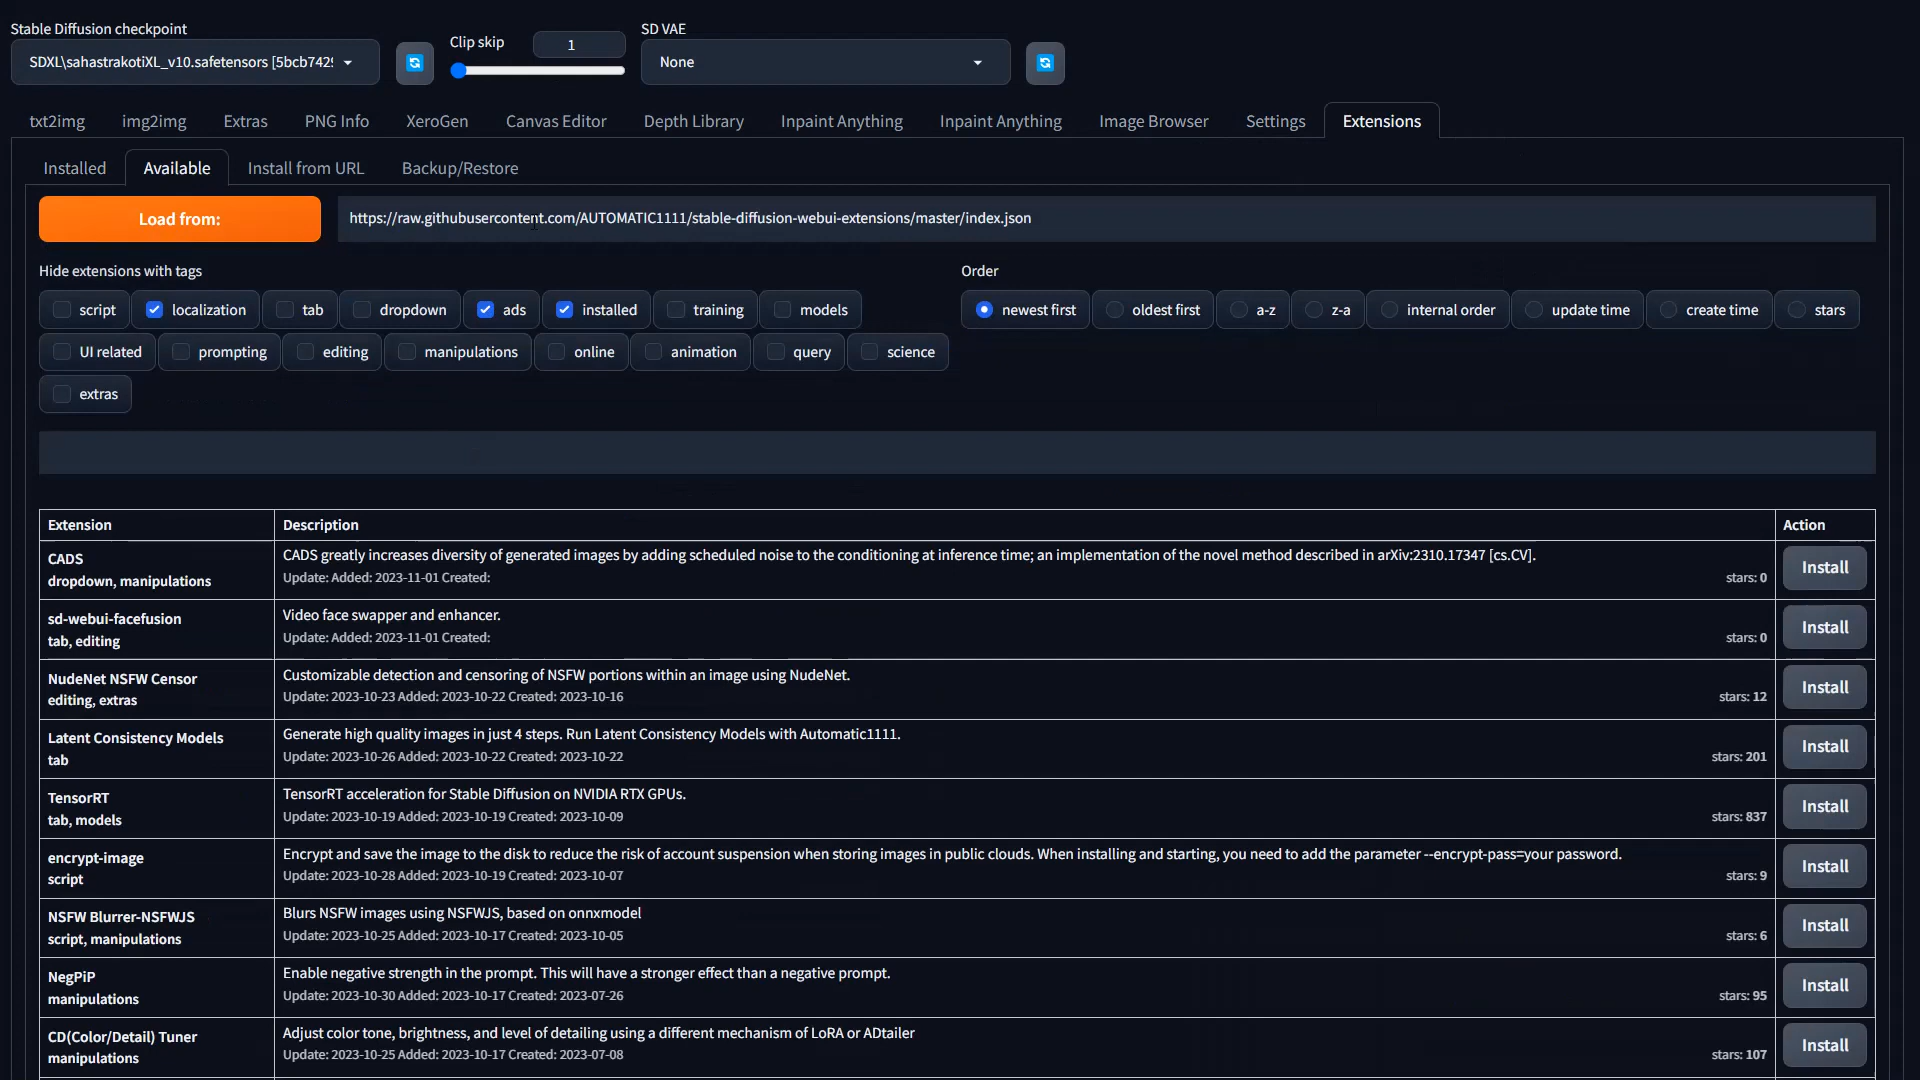 Stable Diffusion checkpoint
SDXL\sahastrakotiXL_v10.safetensors [5bcb742
Clip skip
1
SD VAE
None
txt2img img2img Extras PNG Info XeroGen Canvas Editor Depth Library Inpaint Anything Inpaint Anything Image Browser Settings Extensions
Installed Available Install from URL Backup/Restore
Load from: https://raw.githubusercontent.com/AUTOMATIC1111/stable-diffusion-webui-extensions/master/index.json
Hide extensions with tags
script localization tab dropdown ads installed training models
UI related prompting editing manipulations online animation query science
extras
Order
newest first oldest first a-z z-a internal order update time create time stars
Extension Description Action
CADS
dropdown, manipulations
CADS greatly increases diversity of generated images by adding scheduled noise to the conditioning at inference time; an implementation of the novel method described in arXiv:2310.17347 [cs.CV].
Update: Added: 2023-11-01 Created: stars: 0
Install
sd-webui-facefusion
tab, editing
Video face swapper and enhancer.
Update: Added: 2023-11-01 Created: stars: 0
Install
NudeNet NSFW Censor
editing, extras
Customizable detection and censoring of NSFW portions within an image using NudeNet.
Update: 2023-10-23 Added: 2023-10-22 Created: 2023-10-16 stars: 12
Install
Latent Consistency Models
tab
Generate high quality images in just 4 steps. Run Latent Consistency Models with Automatic1111.
Update: 2023-10-26 Added: 2023-10-22 Created: 2023-10-22 stars: 201
Install
TensorRT
tab, models
TensorRT acceleration for Stable Diffusion on NVIDIA RTX GPUs.
Update: 2023-10-19 Added: 2023-10-19 Created: 2023-10-09 stars: 837
Install
encrypt-image
script
Encrypt and save the image to the disk to reduce the risk of account suspension when storing images in public clouds. When installing and starting, you need to add the parameter --encrypt-pass=your password.
Update: 2023-10-28 Added: 2023-10-19 Created: 2023-10-07 stars: 9
Install
NSFW Blurrer-NSFWJS
script, manipulations
Blurs NSFW images using NSFWJS, based on onnxmodel
Update: 2023-10-25 Added: 2023-10-17 Created: 2023-10-05 stars: 6
Install
NegPiP
manipulations
Enable negative strength in the prompt. This will have a stronger effect than a negative prompt.
Update: 2023-10-30 Added: 2023-10-17 Created: 2023-07-26 stars: 95
Install
CD(Color/Detail) Tuner
manipulations
Adjust color tone, brightness, and level of detailing using a different mechanism of LoRA or ADtailer
Update: 2023-10-25 Added: 2023-10-17 Created: 2023-07-08 stars: 107
Install